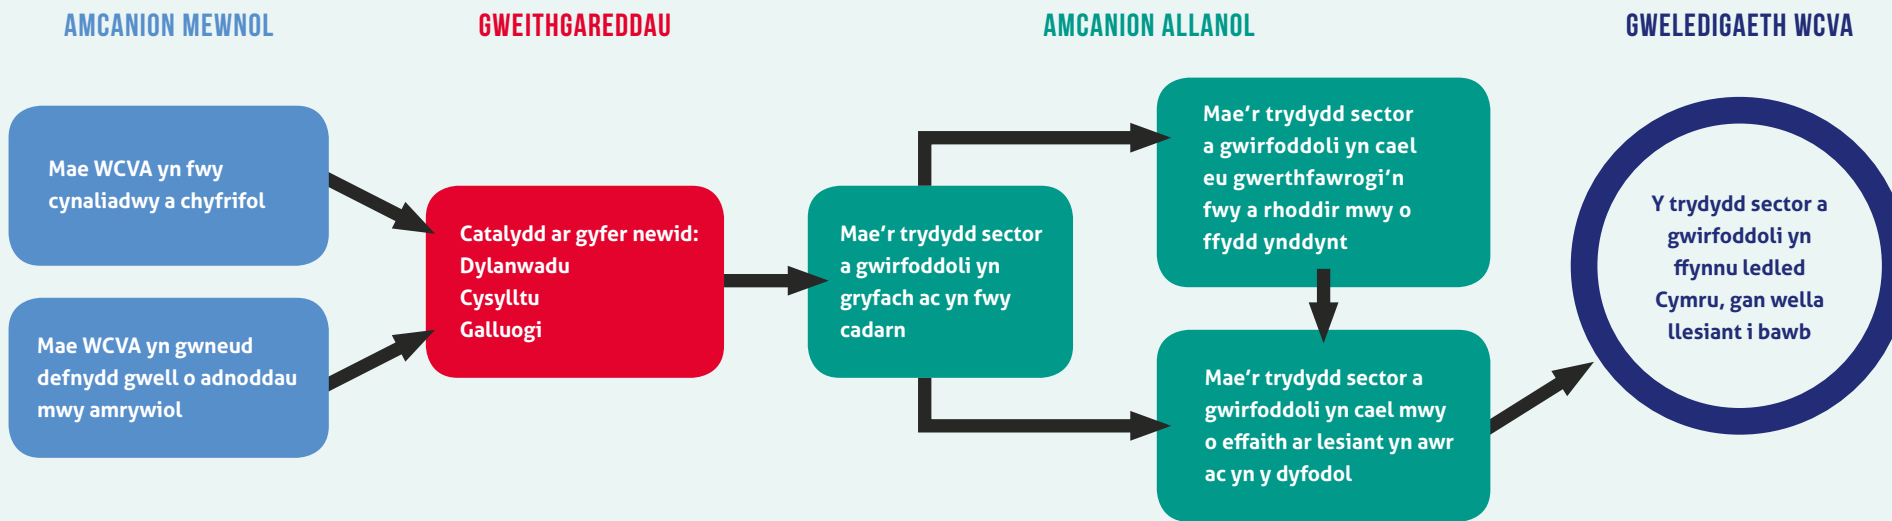 AMCANION MEWNOL
GWEITHGAREDDAU
AMCANION ALLANOL
GWELEDIGAETH WCVA
Mae WCVA yn fwy
cynaliadwy a chyfrifol
Mae WCVA yn gwneud
defnydd gwell o adnoddau
mwy amrywiol
Catalydd ar gyfer newid:
Dylanwadu
Cysylltu
Galluogi
Mae'r trydydd sector
a gwirfoddoli yn
gryfach ac yn fwy
cadarn
Mae'r trydydd sector
a gwirfoddoli yn cael
eu gwerthfawrogi'n
fwy a rhoddir mwy o
ffydd ynddynt
Mae'r trydydd sector a
gwirfoddoli yn cael mwy
o effaith ar lesiant yn awr
ac yn y dyfodol
Y trydydd sector a
gwirfoddoli yn
ffynnu ledled
Cymru, gan wella
llesiant i bawb